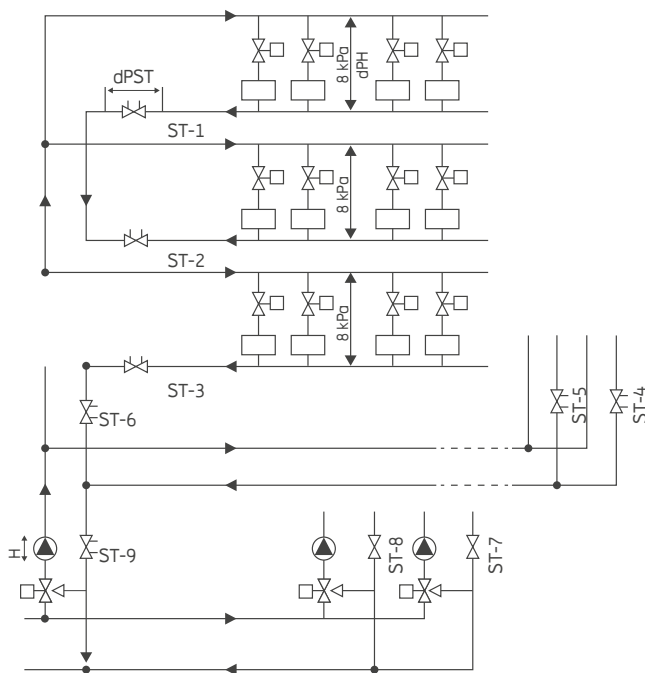 8 kPa
dPH
dPST
ST-1
8 kPa
ST-2
8 kPa
ST-3
ST-5
ST-4
ST-6
H
ST-9
ST-8
ST-7